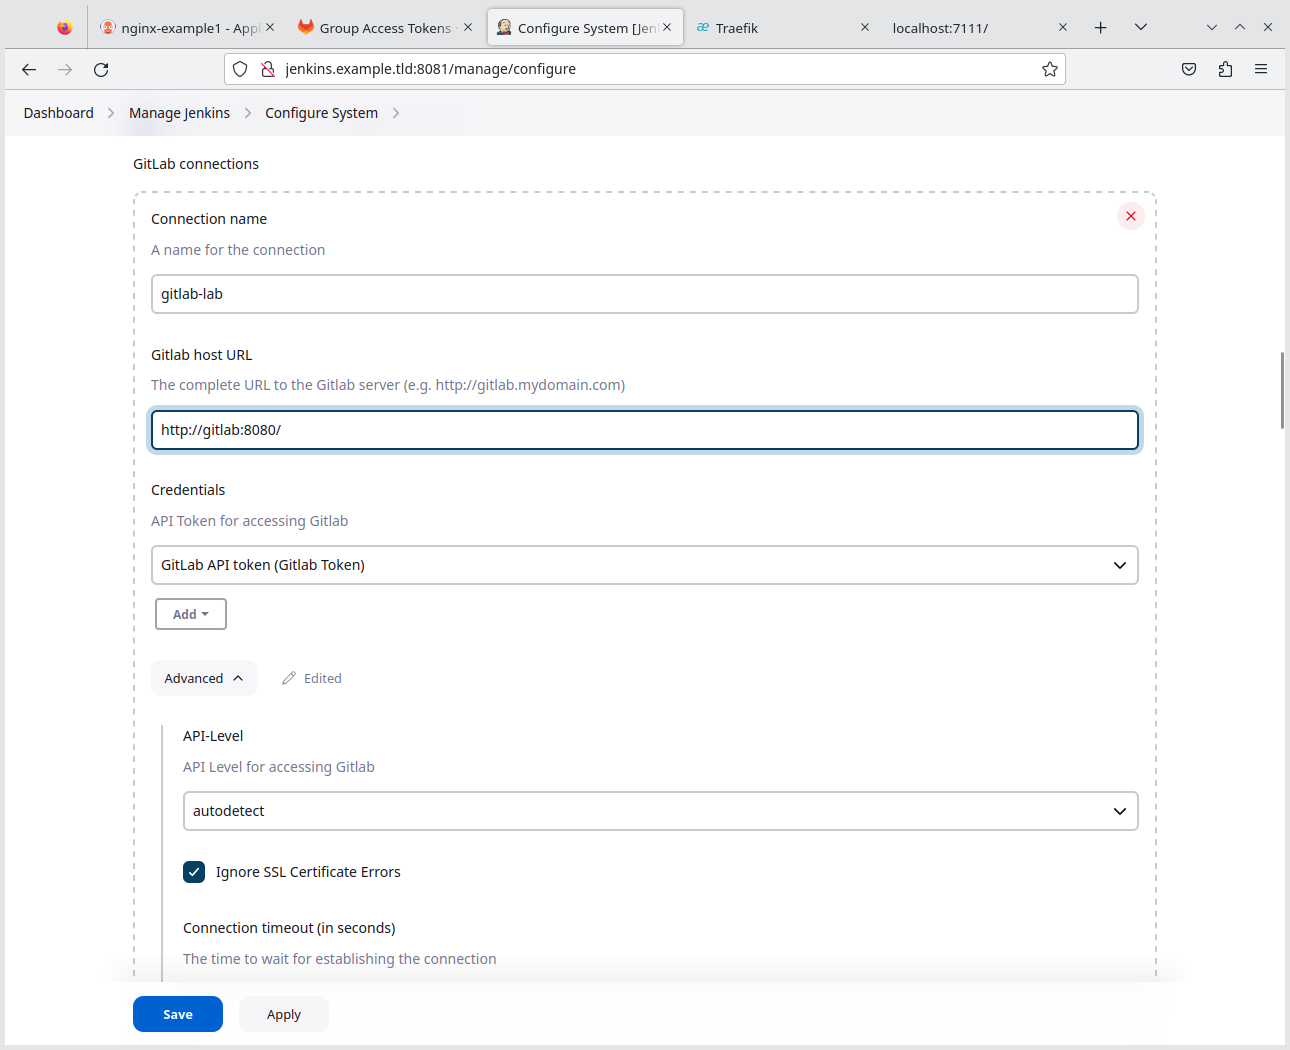 nginx-example1 - Appl
Group Access Tokens ·
Configure System [Jen
Traefik
localhost:7111/
jenkins.example.tld:8081/manage/configure
Dashboard
Manage Jenkins
Configure System
GitLab connections
Connection name
A name for the connection
gitlab-lab
Gitlab host URL
The complete URL to the Gitlab server (e.g. http://gitlab.mydomain.com)
http://gitlab:8080/
Credentials
API Token for accessing Gitlab
GitLab API token (Gitlab Token)
Add
Advanced
Edited
API-Level
API Level for accessing Gitlab
autodetect
Ignore SSL Certificate Errors
Connection timeout (in seconds)
The time to wait for establishing the connection
Save
Apply